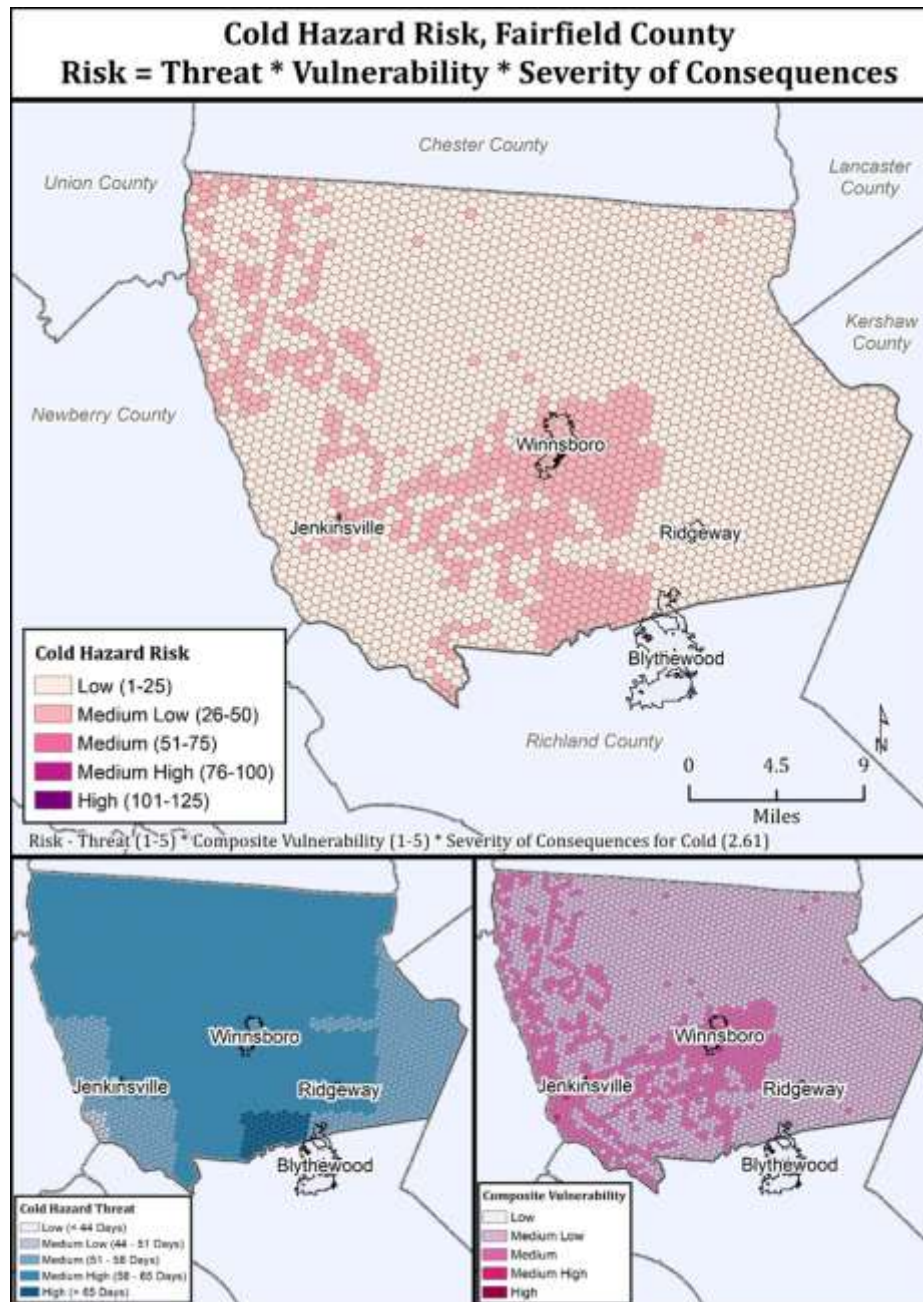 Cold Hazard Risk, Fairfield County
Risk = Threat * Vulnerability * Severity of Consequences
Chester County
Union County
Lancaster
County
Kershaw
County
Newberry County
Winnsboro
Jenkinsville
Ridgeway
Blythewood
Richland County
Cold Hazard Risk
Low (1-25)
Medium Low (26-50)
Medium (51-75)
Medium High (76-100)
High (101-125)
N
0 4.5 9
Miles
Risk - Threat (1-5) * Composite Vulnerability (1-5) * Severity of Consequences for Cold (2.61)
Winnsboro
Jenkinsville
Ridgeway
Blythewood
Cold Hazard Threat
Low (< 44 Days)
Medium Low (44 - 51 Days)
Medium (51 - 58 Days)
Medium High (58 - 65 Days)
High (> 65 Days)
Winnsboro
Jenkinsville
Ridgeway
Blythewood
Composite Vulnerability
Low
Medium Low
Medium
Medium High
High